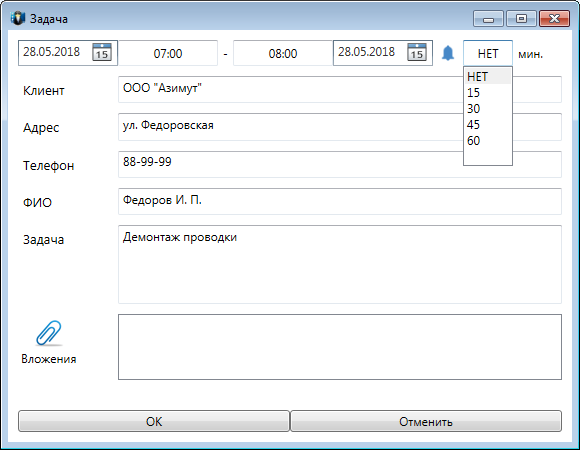 Задача
28.05.2018 15 07:00 - 08:00 28.05.2018 15 НЕТ мин.
НЕТ
15
30
45
60
Клиент ООО "Азимут"
Адрес ул. Федоровская
Телефон 88-99-99
ФИО Федоров И. П.
Задача Демонтаж проводки
Вложения
ОК Отменить